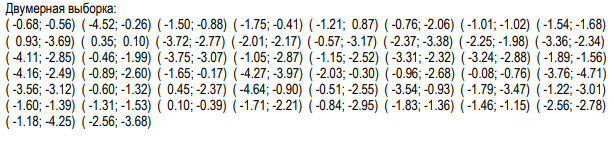 Двумерная выборка:
( -0.68; -0.56) ( -4.52; -0.26) ( -1.50; -0.88) ( -1.75; -0.41) ( -1.21; 0.87) ( -0.76; -2.06) ( -1.01; -1.02) ( -1.54; -1.68)
( 0.93; -3.69) ( 0.35; 0.10) ( -3.72; -2.77) ( -2.01; -2.17) ( -0.57; -3.17) ( -2.37; -3.38) ( -2.25; -1.98) ( -3.36; -2.34)
( -4.11; -2.85) ( -0.46; -1.99) ( -3.75; -3.07) ( -1.05; -2.87) ( -1.15; -2.52) ( -3.31; -2.32) ( -3.24; -2.88) ( -1.89; -1.56)
( -4.16; -2.49) ( -0.89; -2.60) ( -1.65; -0.17) ( -4.27; -3.97) ( -2.03; -0.30) ( -0.96; -2.68) ( -0.08; -0.76) ( -3.76; -4.71)
( -3.56; -3.12) ( -0.60; -1.32) ( 0.45; -2.37) ( -4.64; -0.90) ( -0.51; -2.55) ( -3.54; -0.93) ( -1.79; -3.47) ( -1.22; -3.01)
( -1.60; -1.39) ( -1.31; -1.53) ( 0.10; -0.39) ( -1.71; -2.21) ( -0.84; -2.95) ( -1.83; -1.36) ( -1.46; -1.15) ( -2.56; -2.78)
( -1.18; -4.25) ( -2.56; -3.68)